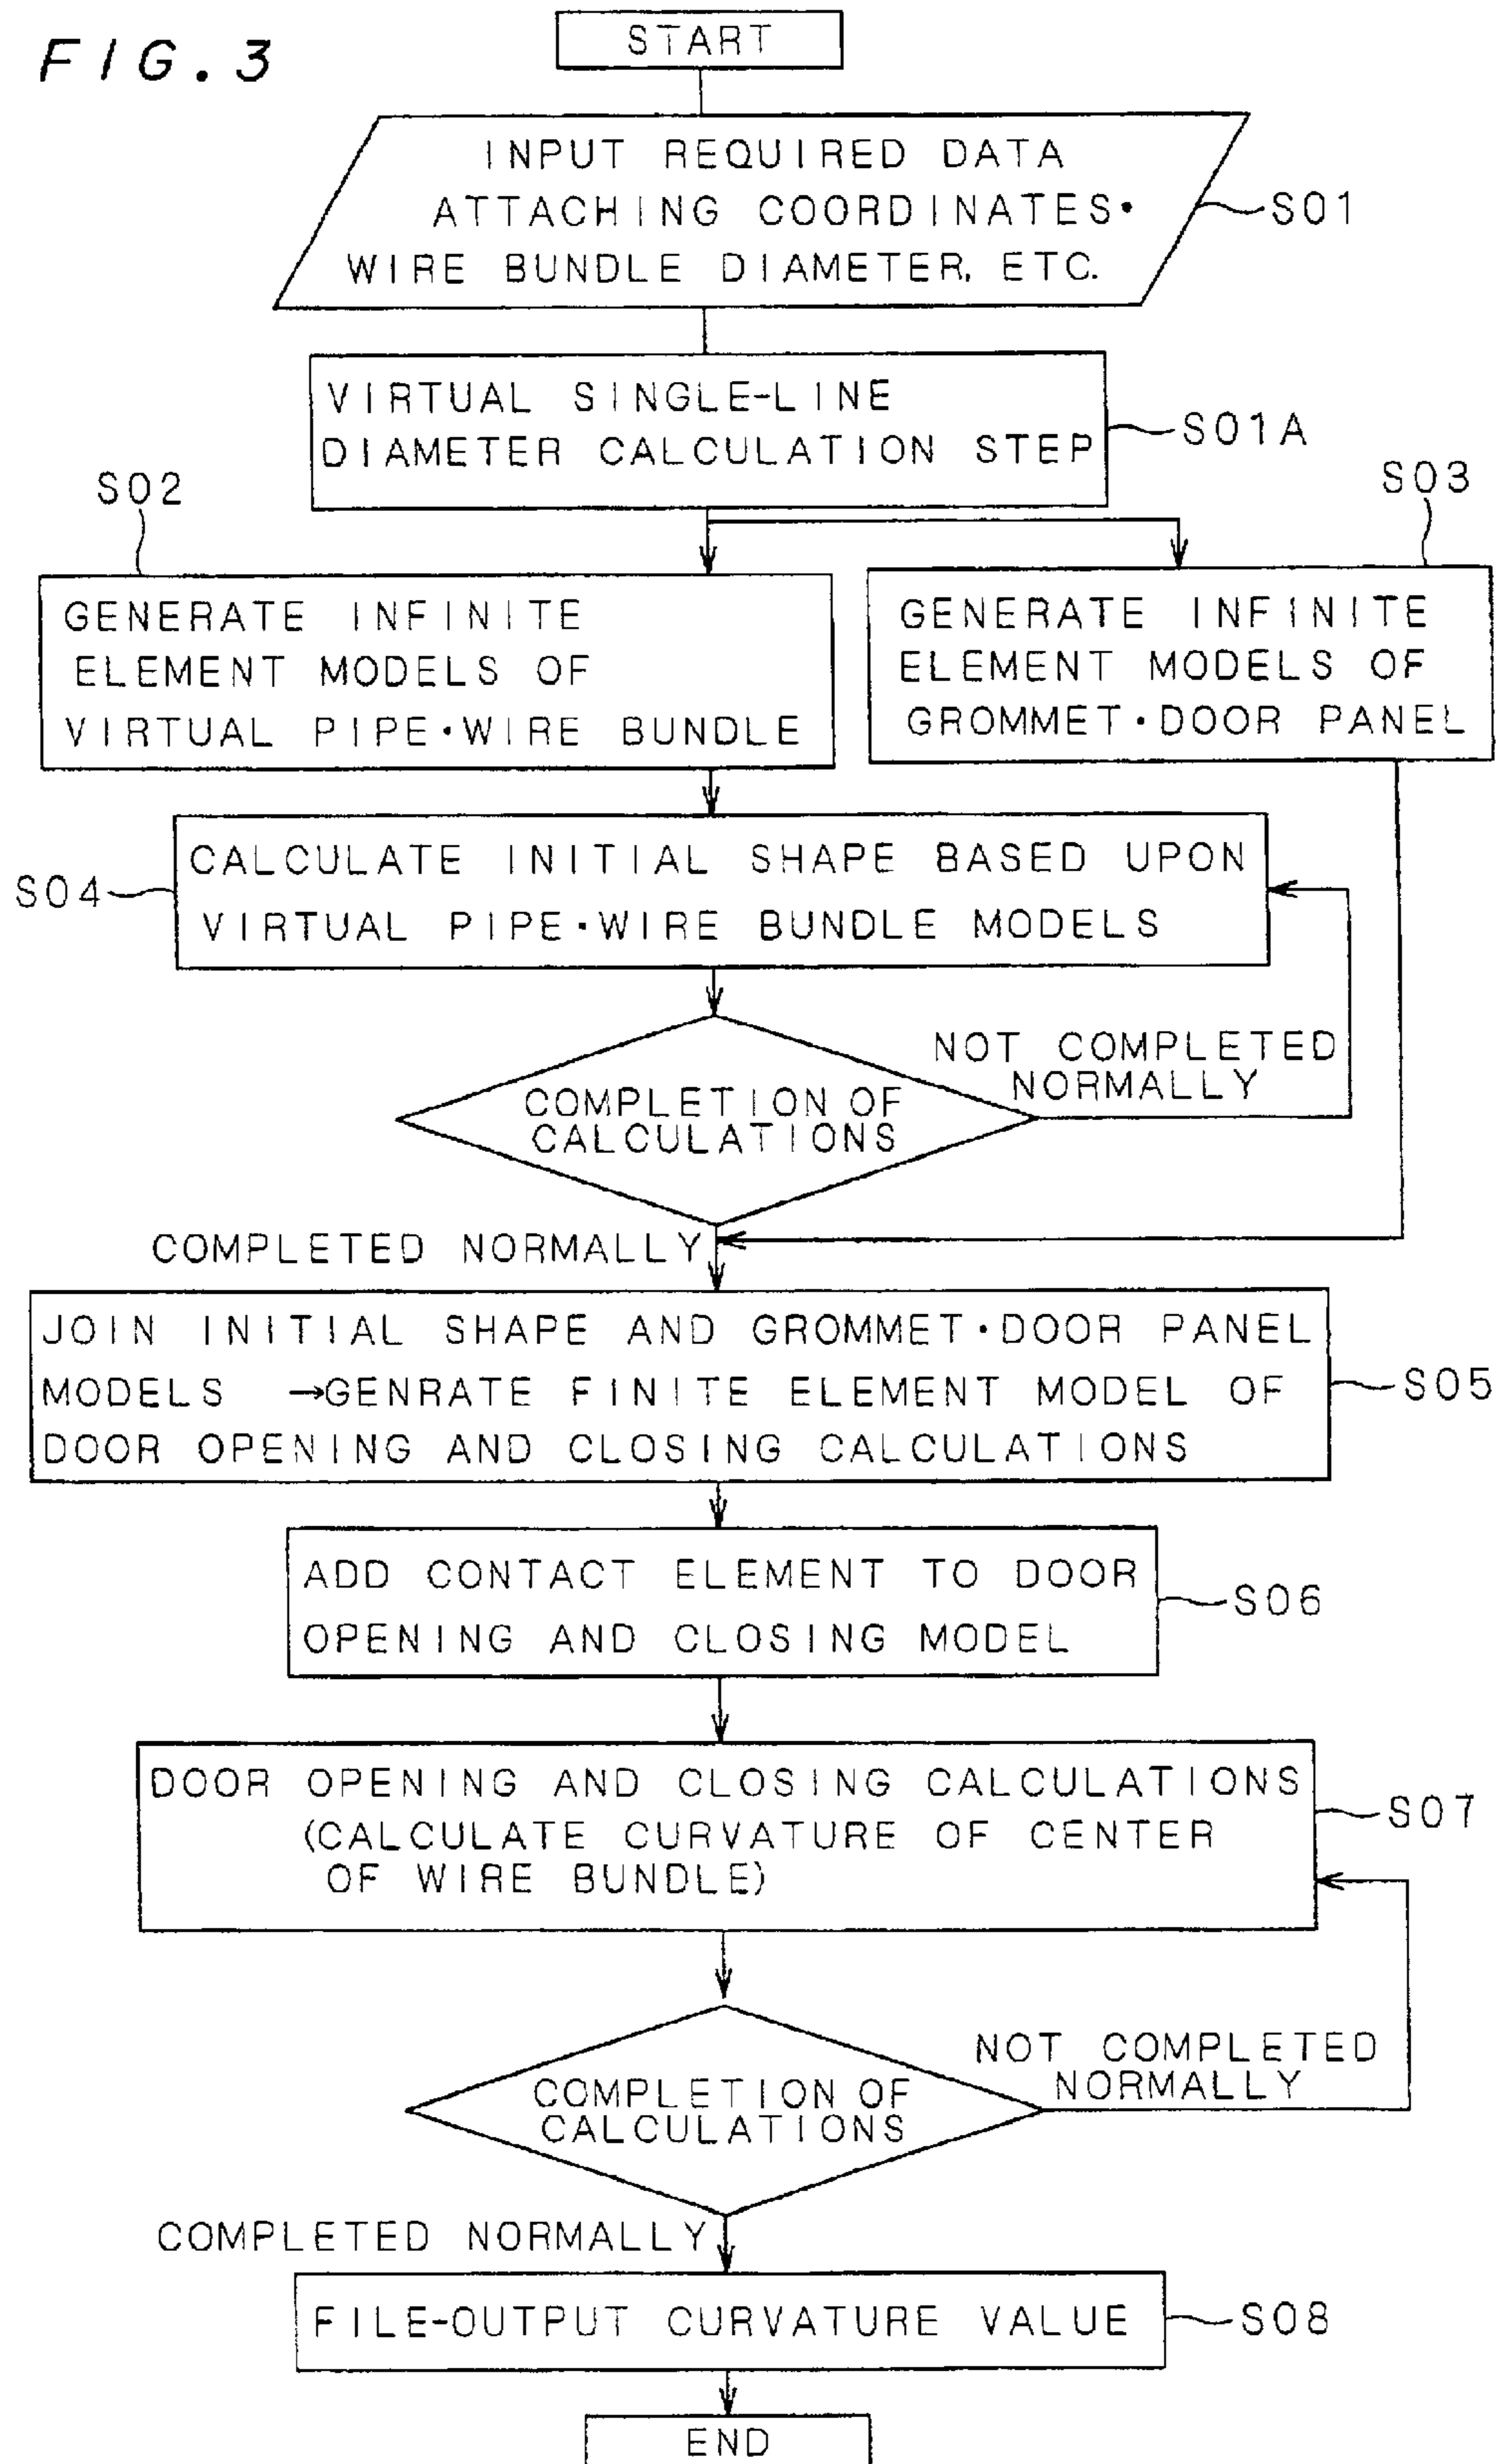 FIG. 3
START
INPUT REQUIRED DATA
ATTACHING COORDINATES・
WIRE BUNDLE DIAMETER, ETC.
S01
VIRTUAL SINGLE-LINE
DIAMETER CALCULATION STEP
S01A
S02
S03
GENERATE INFINITE
ELEMENT MODELS OF
VIRTUAL PIPE・WIRE BUNDLE
GENERATE INFINITE
ELEMENT MODELS OF
GROMMET・DOOR PANEL
S04
CALCULATE INITIAL SHAPE BASED UPON
VIRTUAL PIPE・WIRE BUNDLE MODELS
NOT COMPLETED
NORMALLY
COMPLETION OF
CALCULATIONS
COMPLETED NORMALLY
JOIN INITIAL SHAPE AND GROMMET・DOOR PANEL
MODELS →GENRATE FINITE ELEMENT MODEL OF
DOOR OPENING AND CLOSING CALCULATIONS
S05
ADD CONTACT ELEMENT TO DOOR
OPENING AND CLOSING MODEL
S06
DOOR OPENING AND CLOSING CALCULATIONS
(CALCULATE CURVATURE OF CENTER
OF WIRE BUNDLE)
S07
NOT COMPLETED
NORMALLY
COMPLETION OF
CALCULATIONS
COMPLETED NORMALLY
FILE-OUTPUT CURVATURE VALUE
S08
END